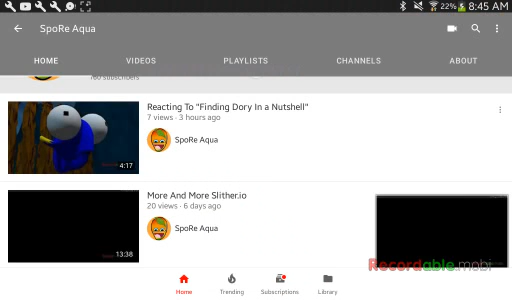 22% 8:45 AM
SpoRe Aqua
HOME VIDEOS PLAYLISTS CHANNELS ABOUT
760 subscribers
Reacting To "Finding Dory In a Nutshell"
7 views · 3 hours ago
SpoRe Aqua
4:17
More And More Slither.io
20 views · 6 days ago
SpoRe Aqua
13:38
Recordable.mobi
Home Trending Subscriptions Library